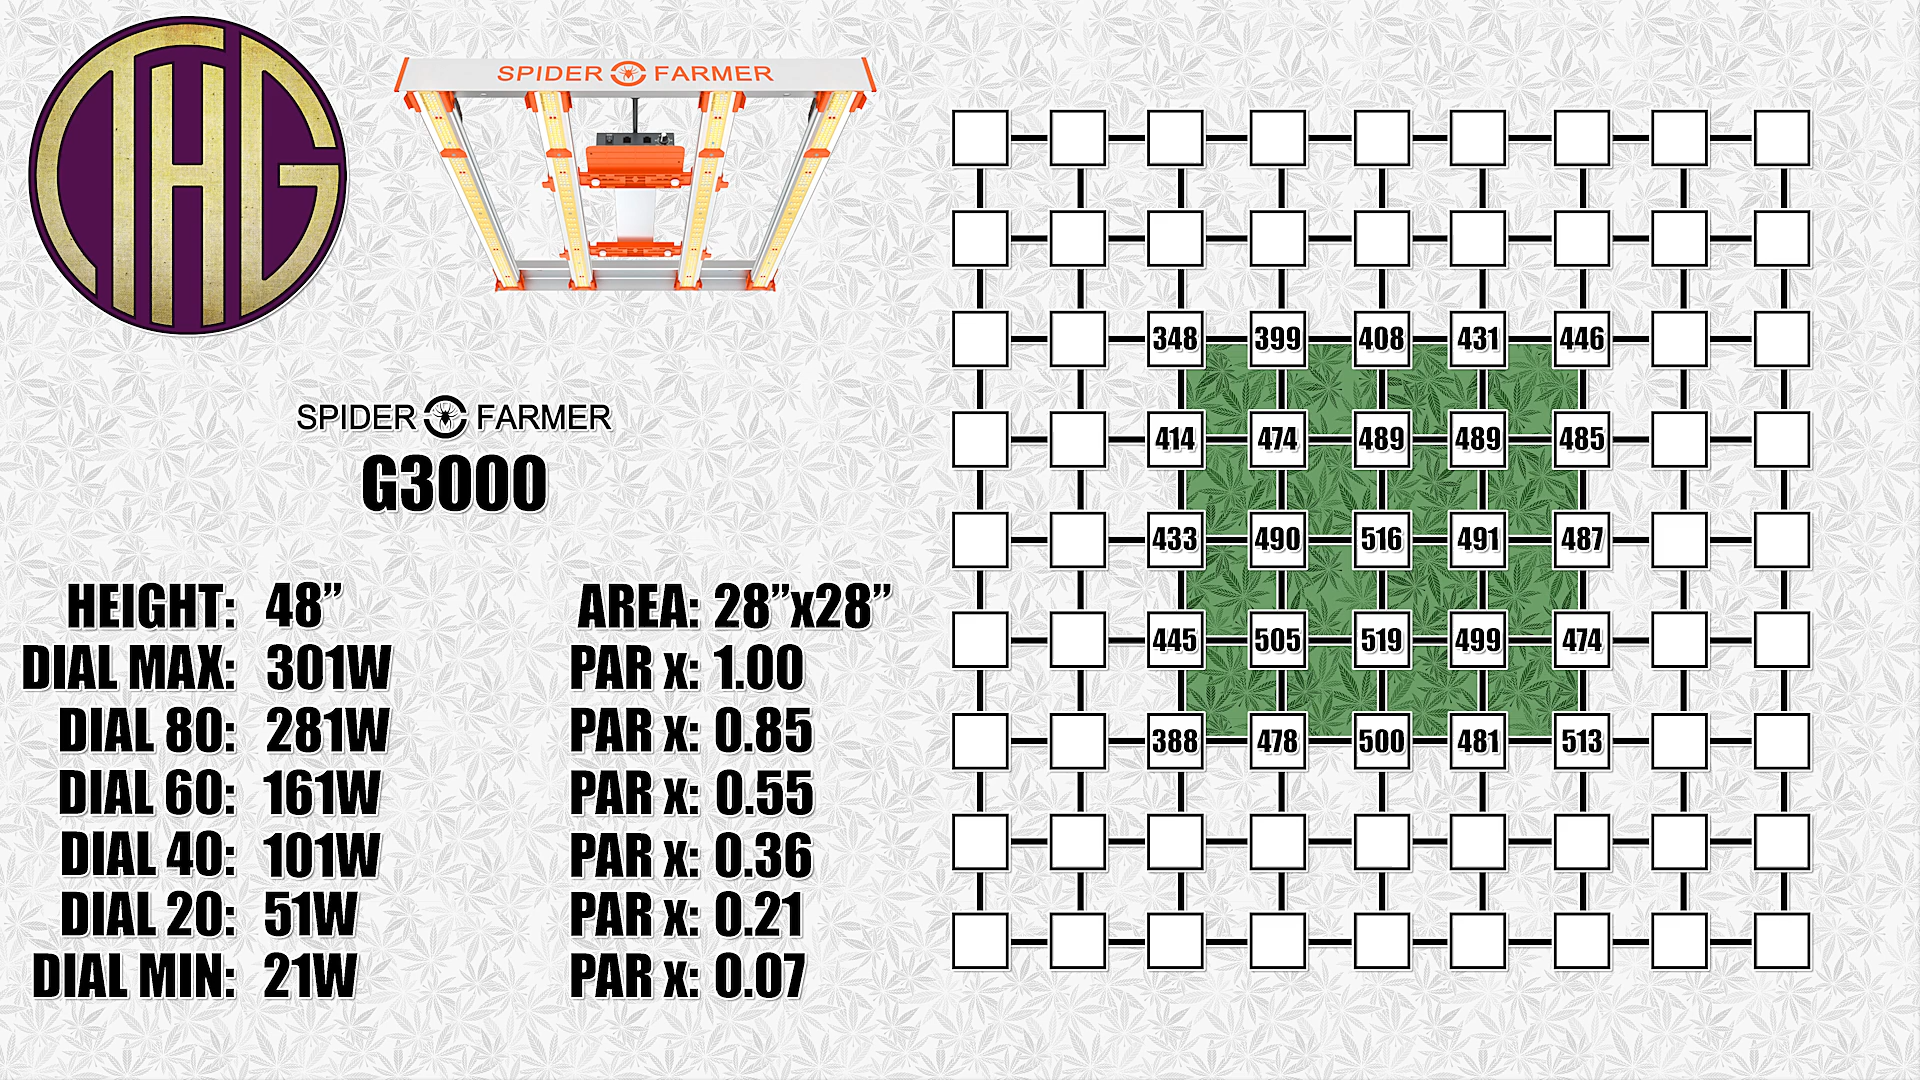 THG
SPIDER FARMER
SPIDER FARMER
G3000
HEIGHT: 48”
DIAL MAX: 301W
DIAL 80: 281W
DIAL 60: 161W
DIAL 40: 101W
DIAL 20: 51W
DIAL MIN: 21W
AREA: 28”x28”
PAR x: 1.00
PAR x: 0.85
PAR x: 0.55
PAR x: 0.36
PAR x: 0.21
PAR x: 0.07
348 399 408 431 446
414 474 489 489 485
433 490 516 491 487
445 505 519 499 474
388 478 500 481 513